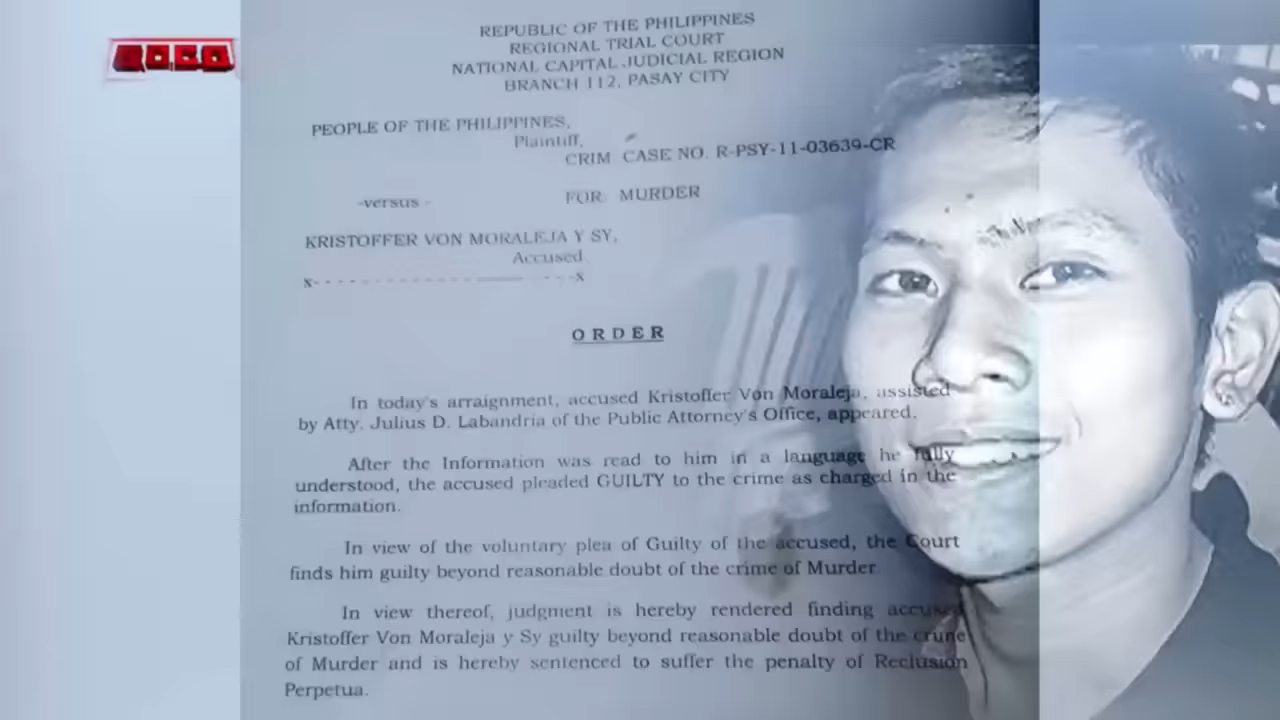 SOCO
REPUBLIC OF THE PHILIPPINES
REGIONAL TRIAL COURT
NATIONAL CAPITAL JUDICIAL REGION
BRANCH 112, PASAY CITY
PEOPLE OF THE PHILIPPINES,
Plaintiff,
CRIM CASE NO. R-PSY-11-03639-CR
-versus -
FOR MURDER
KRISTOFFER VON MORALEJA Y SY,
Accused
x- - - - - - - - - - - - - - - - - - - - - -x
ORDER
In today's arraignment, accused Kristoffer Von Moraleja, assisted
by Atty. Julius D. Labandria of the Public Attorney's Office, appeared.
After the Information was read to him in a language he fully
understood, the accused pleaded GUILTY to the crime as charged in the
information.
In view of the voluntary plea of Guilty of the accused, the Court
finds him guilty beyond reasonable doubt of the crime of Murder.
In view thereof, judgment is hereby rendered finding accused
Kristoffer Von Moraleja y Sy guilty beyond reasonable doubt of the crime
of Murder and is hereby sentenced to suffer the penalty of Reclusion
Perpetua.